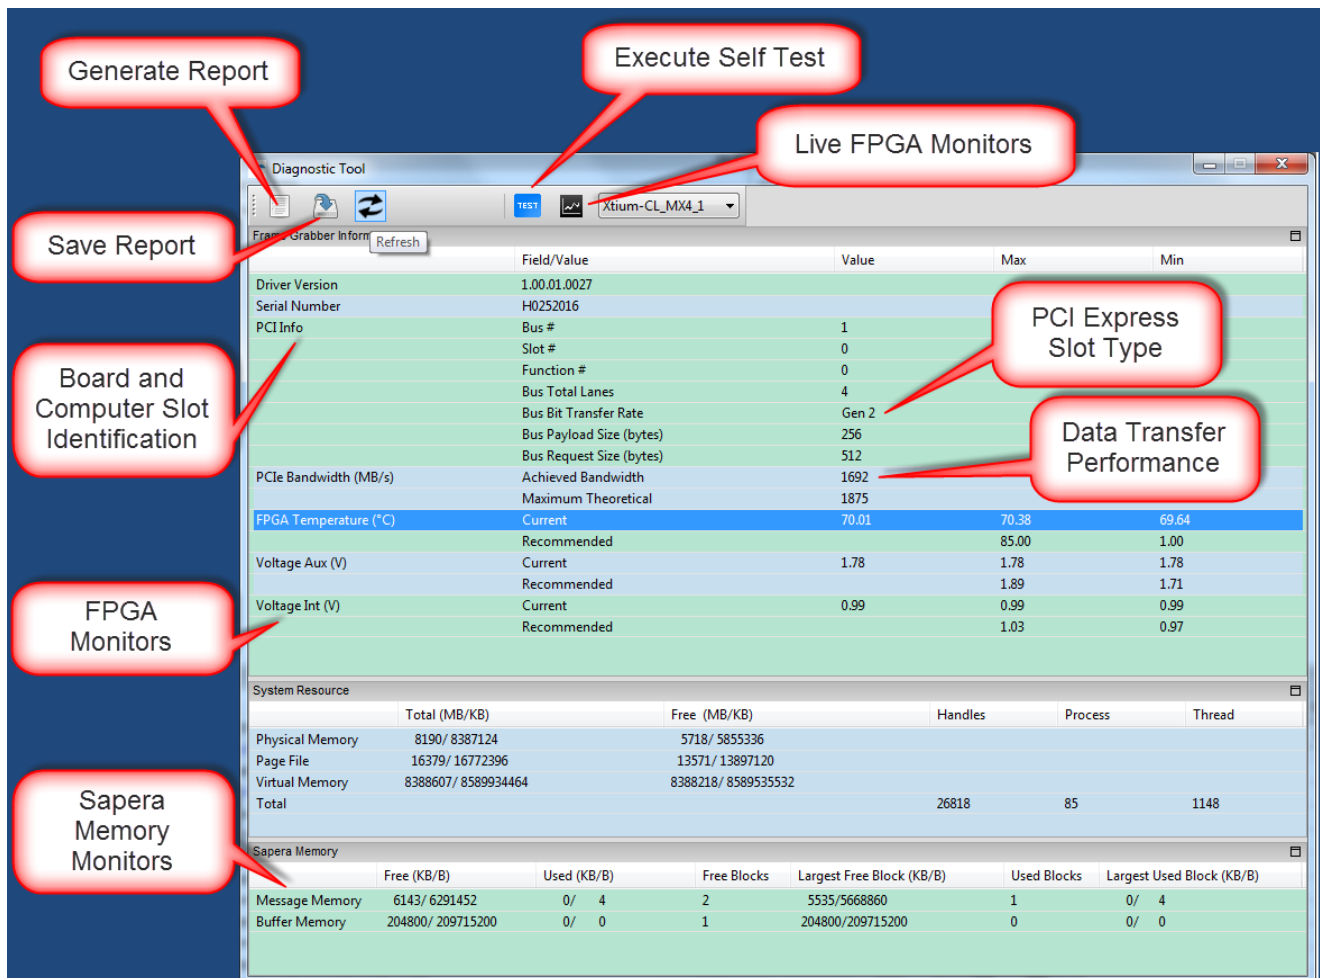 Generate Report
Execute Self Test
Live FPGA Monitors
Diagnostic Tool
TEST Xtium-CL_MX4_1
Save Report
Frame Grabber Inform
Refresh
Field/Value Value Max Min
Driver Version 1.00.01.0027
Serial Number H0252016
PCI Info Bus # 1
Slot # 0
Function # 0
Bus Total Lanes 4
Bus Bit Transfer Rate Gen 2
Bus Payload Size (bytes) 256
Bus Request Size (bytes) 512
PCIe Bandwidth (MB/s) Achieved Bandwidth 1692
Maximum Theoretical 1875
FPGA Temperature (°C) Current 70.01 70.38 69.64
Recommended 85.00 1.00
Voltage Aux (V) Current 1.78 1.78 1.78
Recommended 1.89 1.71
Voltage Int (V) Current 0.99 0.99 0.99
Recommended 1.03 0.97
PCI Express
Slot Type
Board and
Computer Slot
Identification
Data Transfer
Performance
FPGA
Monitors
System Resource
Total (MB/KB) Free (MB/KB) Handles Process Thread
Physical Memory 8190/ 8387124 5718/ 5855336
Page File 16379/ 16772396 13571/ 13897120
Virtual Memory 8388607/ 8589934464 8388218/ 8589535532
Total 26818 85 1148
Sapera
Memory
Monitors
Sapera Memory
Free (KB/B) Used (KB/B) Free Blocks Largest Free Block (KB/B) Used Blocks Largest Used Block (KB/B)
Message Memory 6143/ 6291452 0/ 4 2 5535/5668860 1 0/ 4
Buffer Memory 204800/ 209715200 0/ 0 1 204800/209715200 0 0/ 0